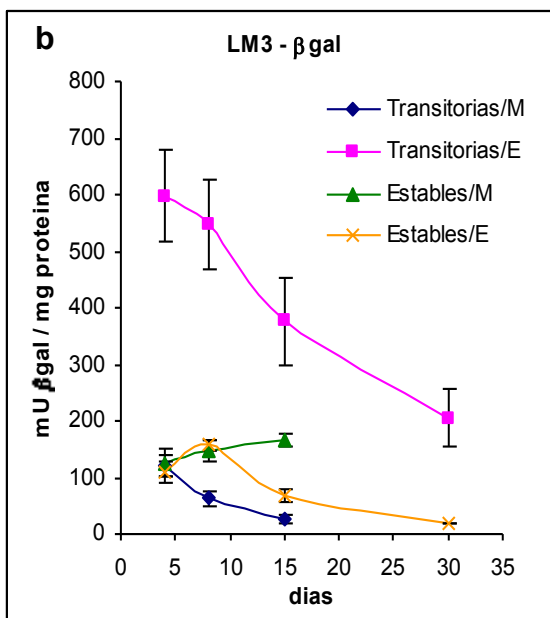 b
LM3 - βgal
800
700
600
500
400
300
200
100
0
mU βgal / mg proteina
Transitorias/M
Transitorias/E
Estables/M
Estables/E
0 5 10 15 20 25 30 35
dias